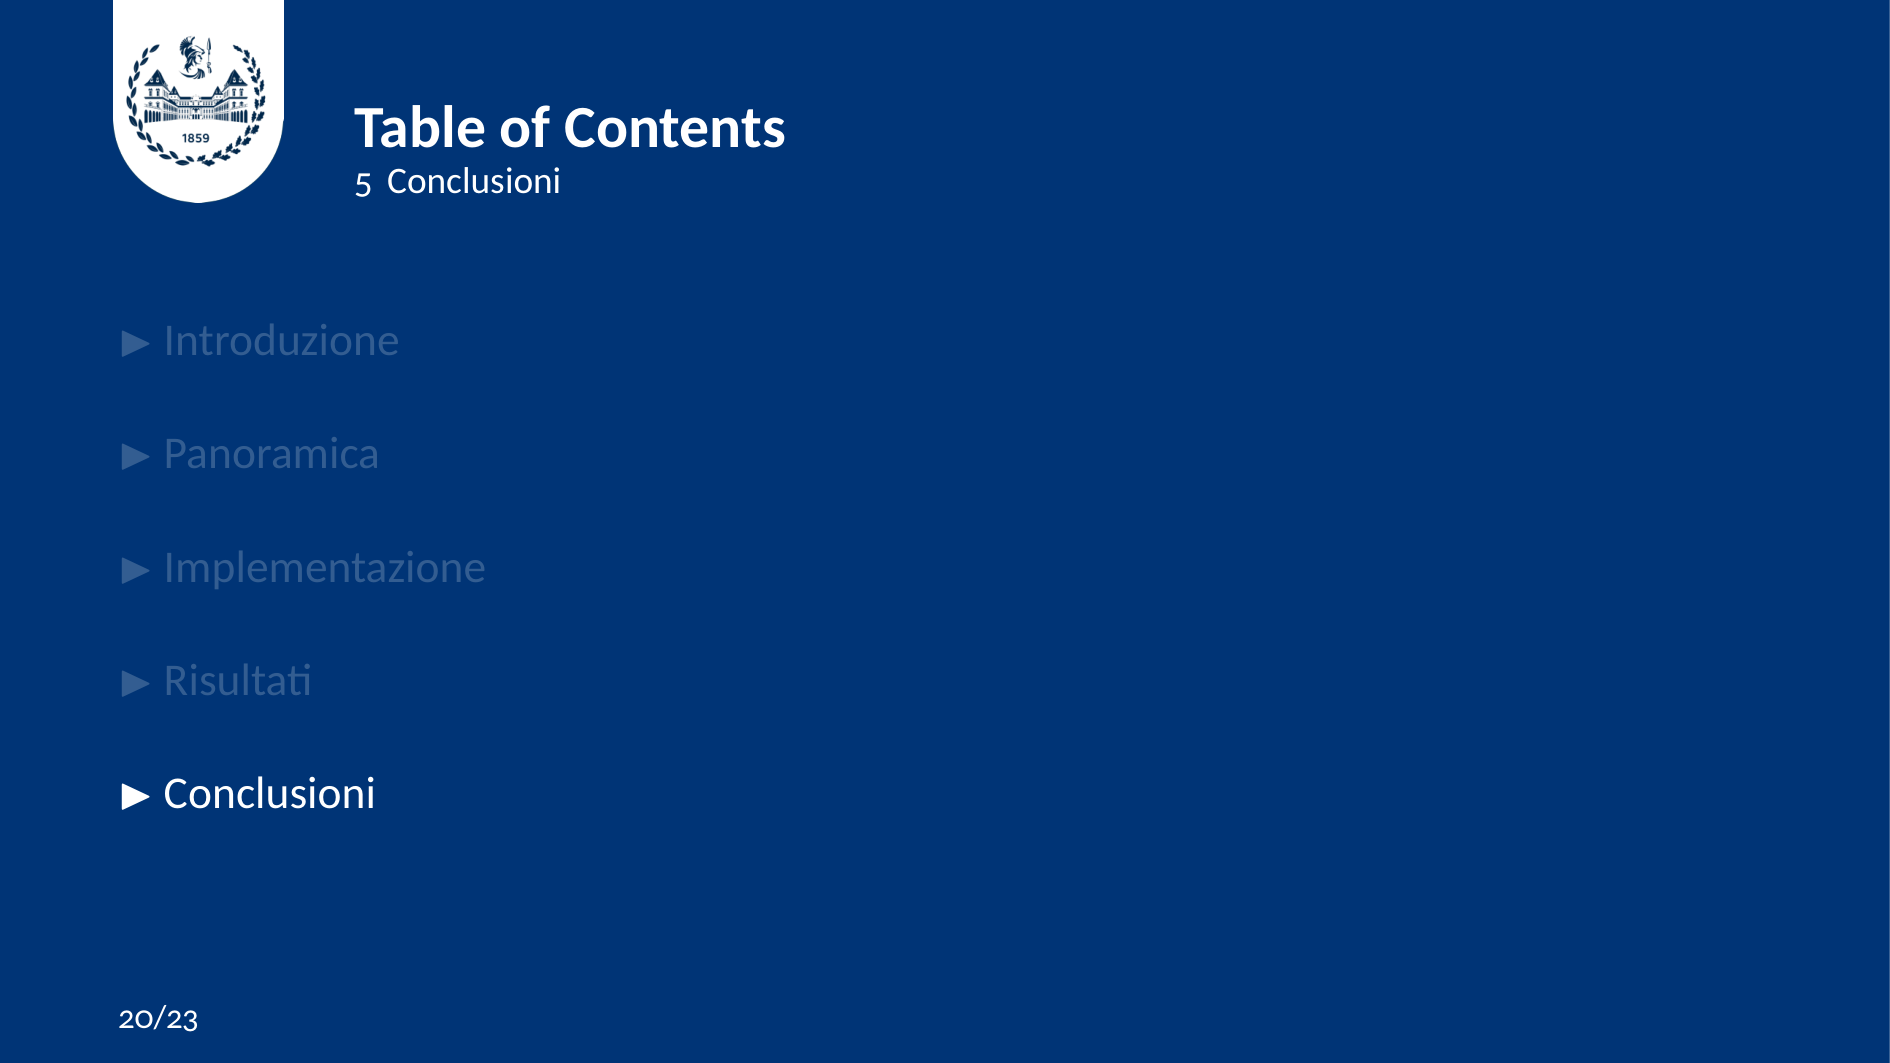 1859
Table of Contents
5 Conclusioni
▶ Introduzione
▶ Panoramica
▶ Implementazione
▶ Risultati
▶ Conclusioni
20/23